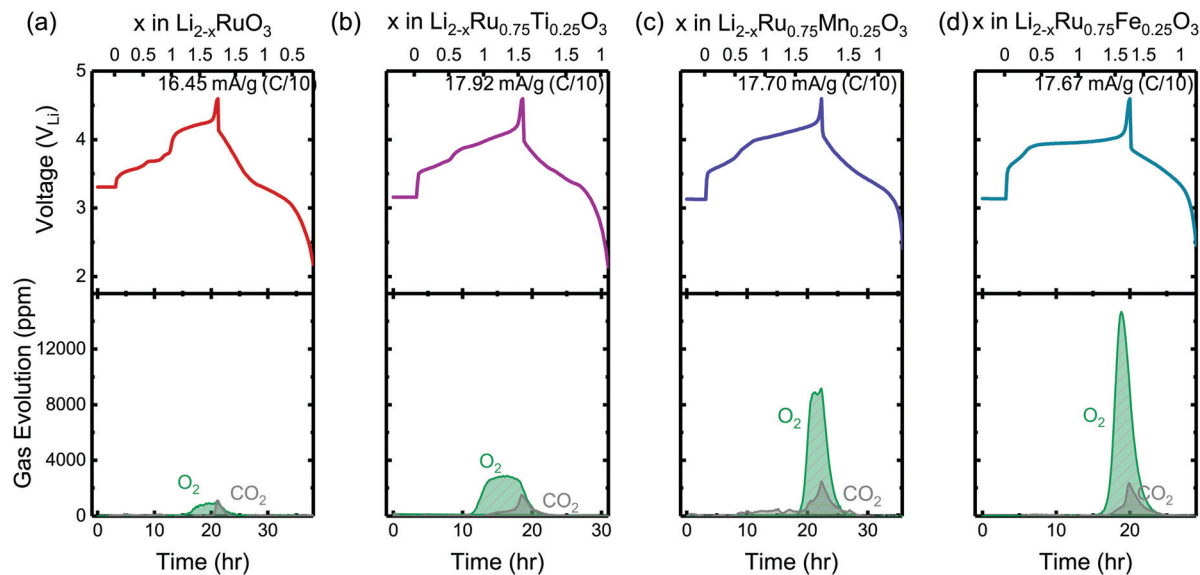 (a) x in Li₂₋ₓRuO₃
0 0.5 1 1.5 2 1.5 1 0.5
16.45 mA/g (C/10)
(b) x in Li₂₋ₓRu₀.₇₅Ti₀.₂₅O₃
0 0.5 1 1.5 1 0.5 0
17.92 mA/g (C/10)
(c) x in Li₂₋ₓRu₀.₇₅Mn₀.₂₅O₃
0 0.5 1 1.5 1.5 1
17.70 mA/g (C/10)
(d) x in Li₂₋ₓRu₀.₇₅Fe₀.₂₅O₃
0 0.5 1 1.5 1.5 1
17.67 mA/g (C/10)
Voltage (V_Li)
5
4
3
2
Gas Evolution (ppm)
12000
8000
4000
0
O₂
CO₂
O₂
CO₂
O₂
CO₂
O₂
CO₂
0 10 20 30
0 10 20 30
0 10 20 30
0 10 20
Time (hr)
Time (hr)
Time (hr)
Time (hr)